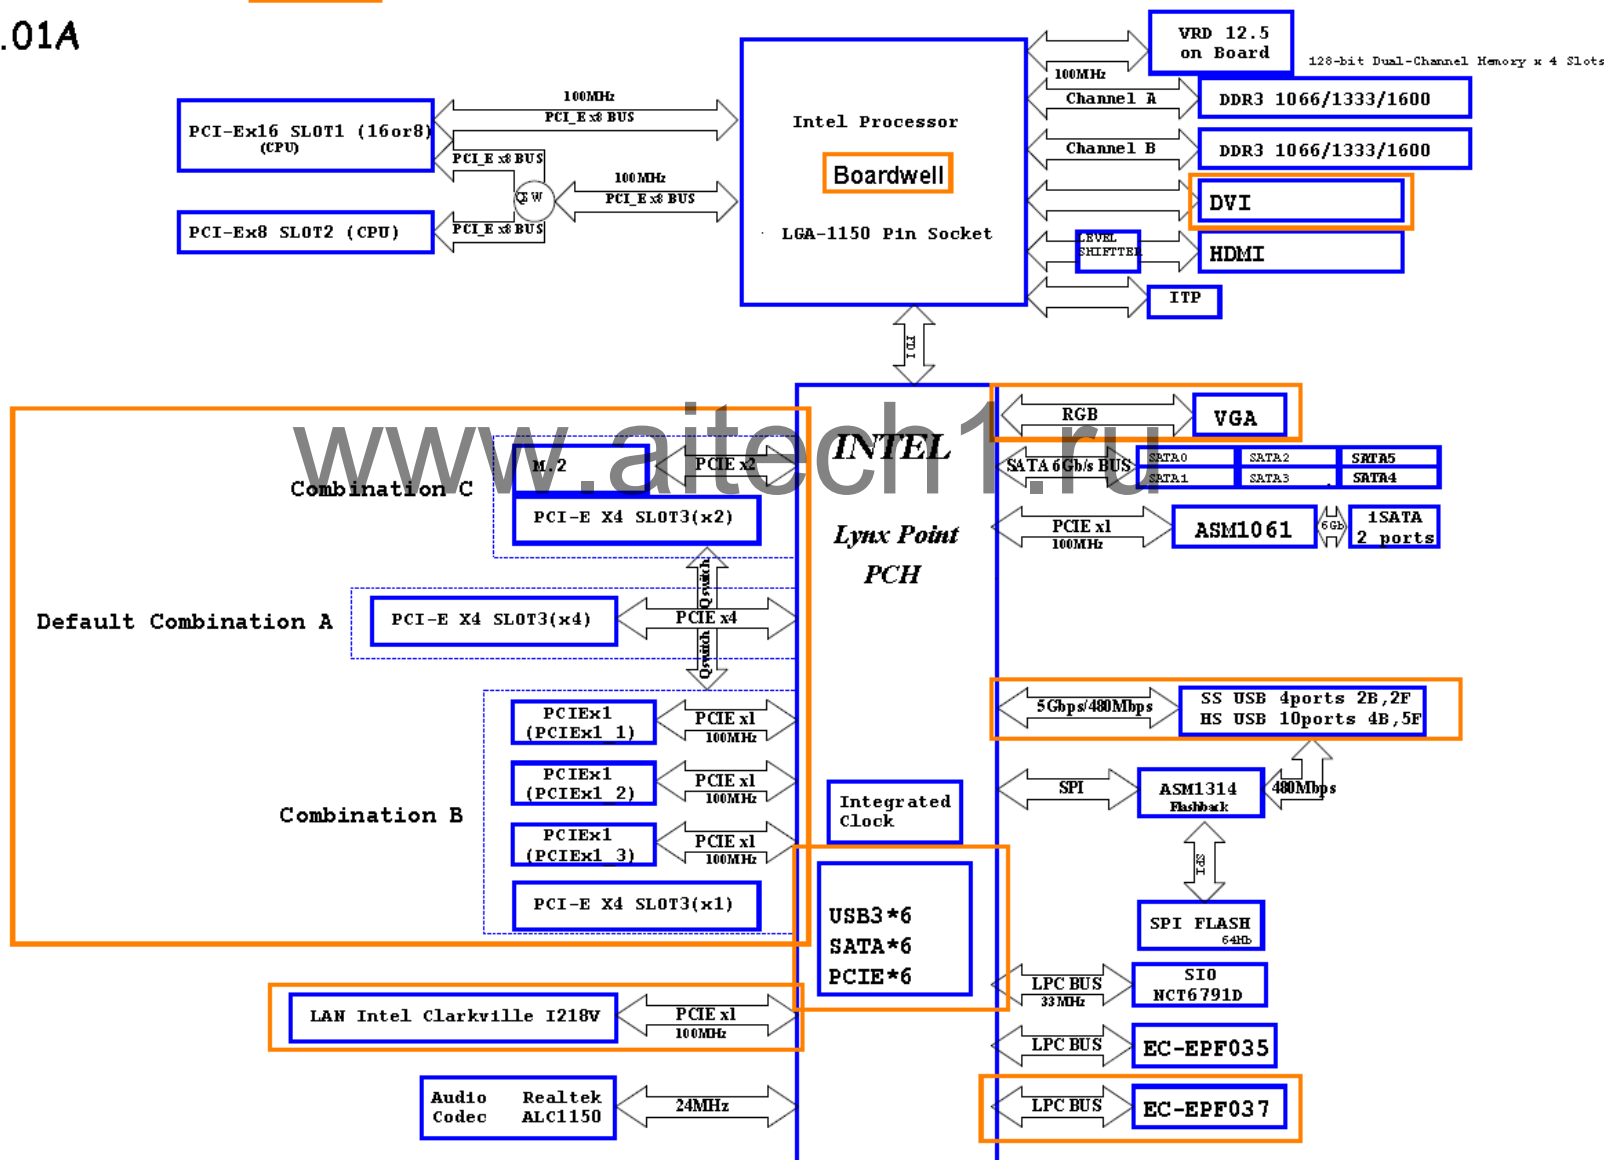 .01A
VRD 12.5
on Board
128-bit Dual-Channel Memory x 4 Slots
100MHz
Channel A
DDR3 1066/1333/1600
Channel B
DDR3 1066/1333/1600
100MHz
PCI_E x8 BUS
PCI-Ex16 SLOT1 (16or8)
(CPU)
PCI_E x8 BUS
QSW
100MHz
PCI_E x8 BUS
PCI-Ex8 SLOT2 (CPU)
PCI_E x8 BUS
Intel Processor
Boardwell
LGA-1150 Pin Socket
DVI
LEVEL
SHIFTTER
HDMI
ITP
FDI
www.aitech1.ru
INTEL
Lynx Point
PCH
RGB
VGA
SATA 6Gb/s BUS
SATA0 SATA2 SATA5
SATA1 SATA3 SATA4
PCIE x1
100MHz
ASM1061
6Gb
1SATA
2 ports
Combination C
M.2
PCIE x2
PCI-E X4 SLOT3(x2)
Qswitch
Default Combination A
PCI-E X4 SLOT3(x4)
PCIE x4
Qswitch
Combination B
PCIEx1
(PCIEx1_1)
PCIE x1
100MHz
PCIEx1
(PCIEx1_2)
PCIE x1
100MHz
PCIEx1
(PCIEx1_3)
PCIE x1
100MHz
PCI-E X4 SLOT3(x1)
5Gbps/480Mbps
SS USB 4ports 2B,2F
HS USB 10ports 4B,5F
SPI
ASM1314
Flashback
480Mbps
SPI
SPI FLASH
64Mb
Integrated
Clock
USB3*6
SATA*6
PCIE*6
LPC BUS
33MHz
SIO
NCT6791D
LPC BUS
EC-EPF035
LPC BUS
EC-EPF037
LAN Intel Clarkville I218V
PCIE x1
100MHz
Audio Realtek
Codec ALC1150
24MHz